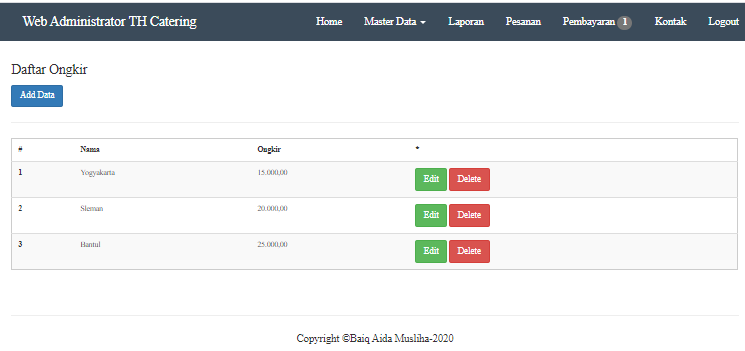 Web Administrator TH Catering Home Master Data Laporan Pesanan Pembayaran 1 Kontak Logout
Daftar Ongkir
Add Data
# Nama Ongkir *
1 Yogyakarta 15.000,00 Edit Delete
2 Sleman 20.000,00 Edit Delete
3 Bantul 25.000,00 Edit Delete
Copyright ©Baiq Aida Musliha-2020